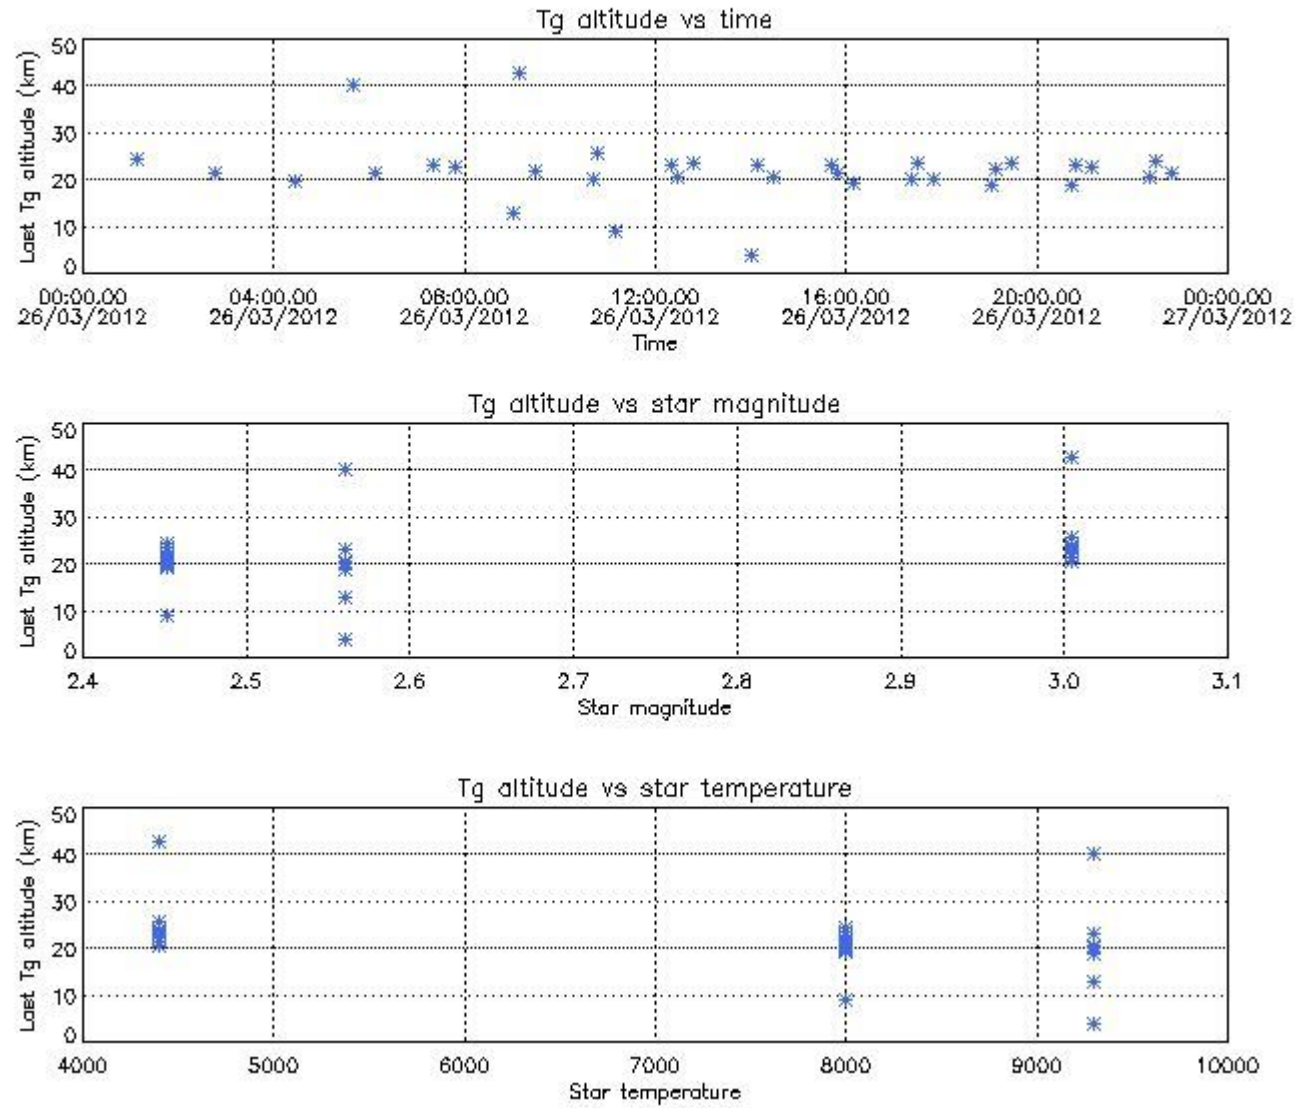 Tg altitude vs time
Last Tg altitude (km)
50
40
30
20
10
0
00:00.00 04:00.00 08:00.00 12:00.00 16:00.00 20:00.00 00:00.00
26/03/2012 26/03/2012 26/03/2012 26/03/2012 26/03/2012 26/03/2012 27/03/2012
Time
Tg altitude vs star magnitude
Last Tg altitude (km)
50
40
30
20
10
0
2.4 2.5 2.6 2.7 2.8 2.9 3.0 3.1
Star magnitude
Tg altitude vs star temperature
Last Tg altitude (km)
50
40
30
20
10
0
4000 5000 6000 7000 8000 9000 10000
Star temperature